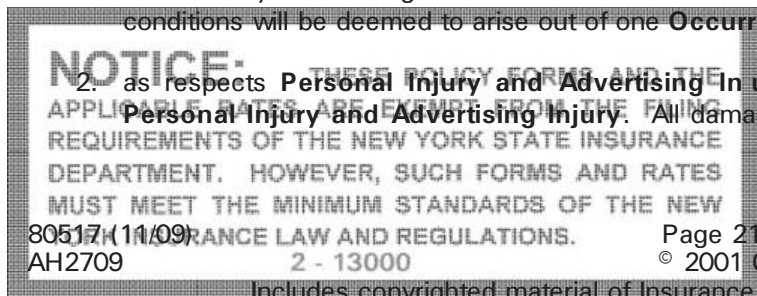 conditions will be deemed to arise out of one Occurr
NOTICE: THESE POLICY FORMS AND THE
2. as respects Personal Injury and Advertising In u
APPLICABLE RATES ARE EXEMPT FROM THE FILING
Personal Injury and Advertising Injury. All dama
REQUIREMENTS OF THE NEW YORK STATE INSURANCE
DEPARTMENT. HOWEVER, SUCH FORMS AND RATES
MUST MEET THE MINIMUM STANDARDS OF THE NEW
YORK INSURANCE LAW AND REGULATIONS.
80517 (11/09) Page 21
AH2709 2 - 13000 © 2001
Includes copyrighted material of Insurance